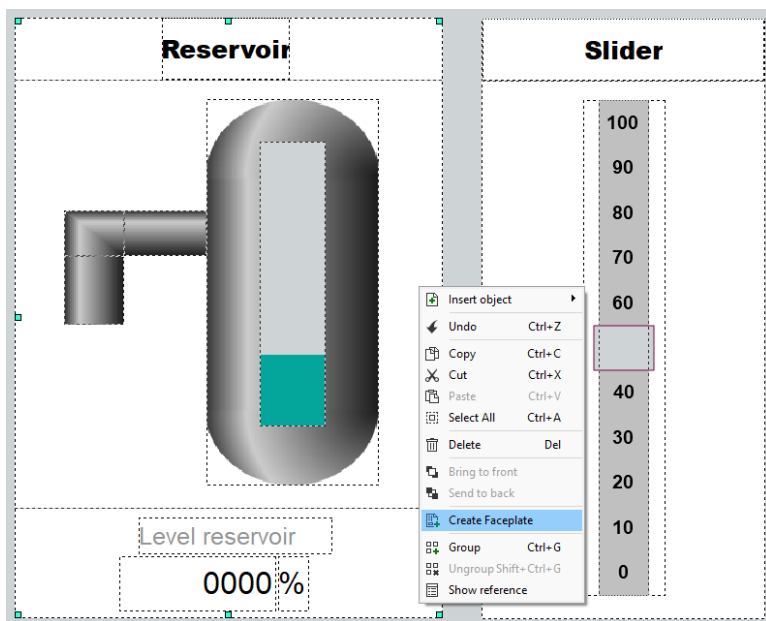 Reservoir
Level reservoir
0000 %
Insert object
Undo Ctrl+Z
Copy Ctrl+C
Cut Ctrl+X
Paste Ctrl+V
Select All Ctrl+A
Delete Del
Bring to front
Send to back
Create Faceplate
Group Ctrl+G
Ungroup Shift+Ctrl+G
Show reference
Slider
100
90
80
70
60
40
30
20
10
0